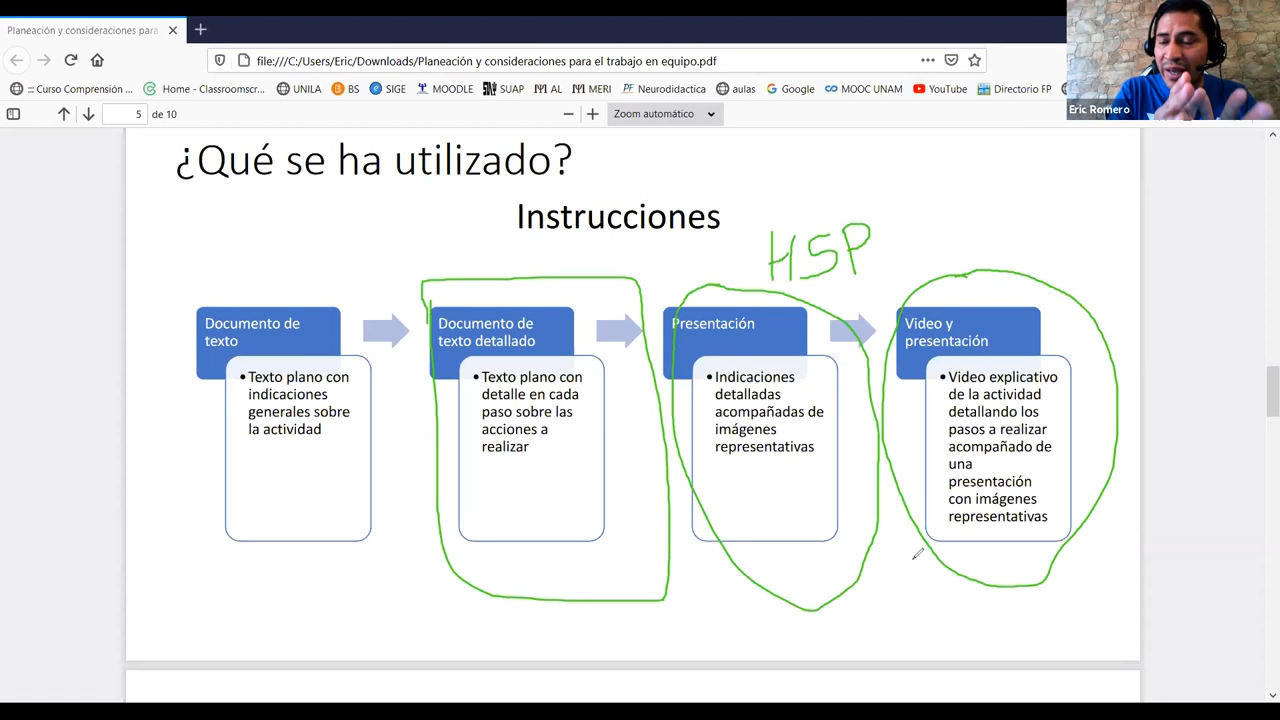 Planeación y consideraciones para
file:///C:/Users/Eric/Downloads/Planeación y consideraciones para el trabajo en equipo.pdf
:: Curso Comprensión ...
Home - Classroomscr...
UNILA
BS
SIGE
MOODLE
SUAP
AL
MERI
Neurodidactica
aulas
Google
MOOC UNAM
YouTube
Directorio FP
Eric Romero
5 de 10
Zoom automático
¿Qué se ha utilizado?
Instrucciones
H5P
Documento de
texto
Texto plano con
indicaciones
generales sobre
la actividad
Documento de
texto detallado
Texto plano con
detalle en cada
paso sobre las
acciones a
realizar
Presentación
Indicaciones
detalladas
acompañadas de
imágenes
representativas
Video y
presentación
Video explicativo
de la actividad
detallando los
pasos a realizar
acompañado de
una
presentación
con imágenes
representativas